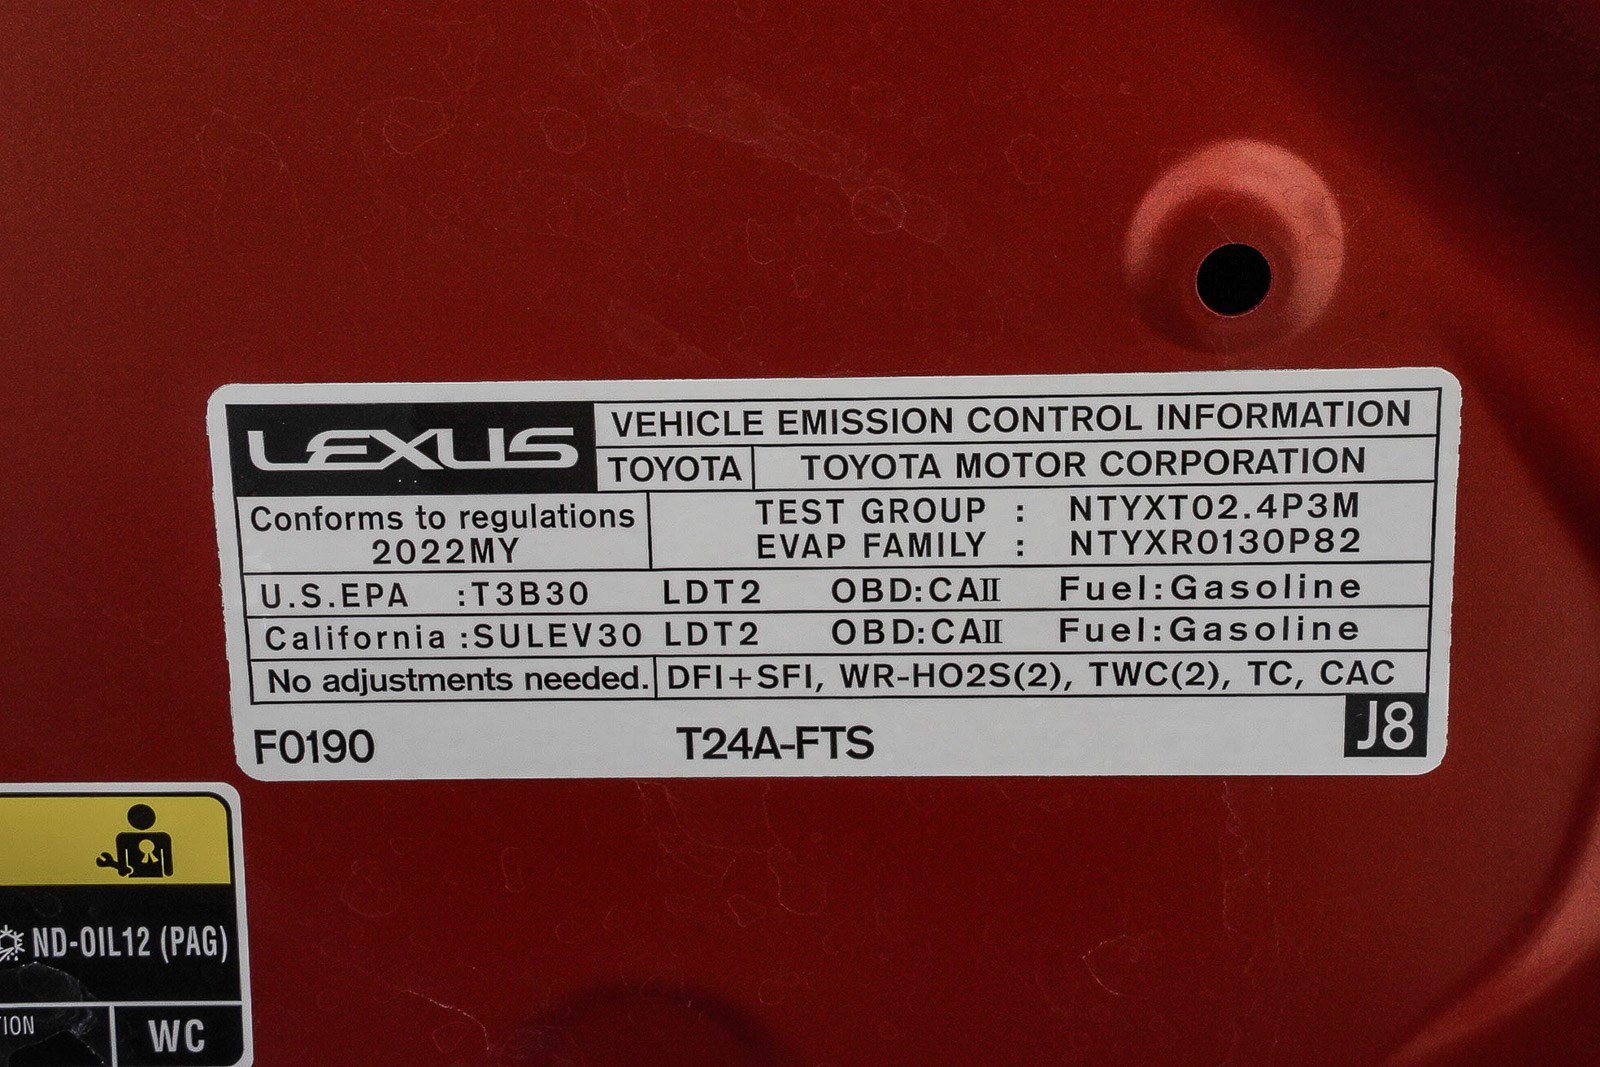 LEXUS
VEHICLE EMISSION CONTROL INFORMATION
TOYOTA TOYOTA MOTOR CORPORATION
Conforms to regulations
2022MY
TEST GROUP : NTYXT02.4P3M
EVAP FAMILY : NTYXR0130P82
U.S.EPA :T3B30 LDT2 OBD:CAII Fuel:Gasoline
California :SULEV30 LDT2 OBD:CAII Fuel:Gasoline
No adjustments needed. DFI+SFI, WR-HO2S(2), TWC(2), TC, CAC
F0190 T24A-FTS J8
ND-OIL12 (PAG)
WC